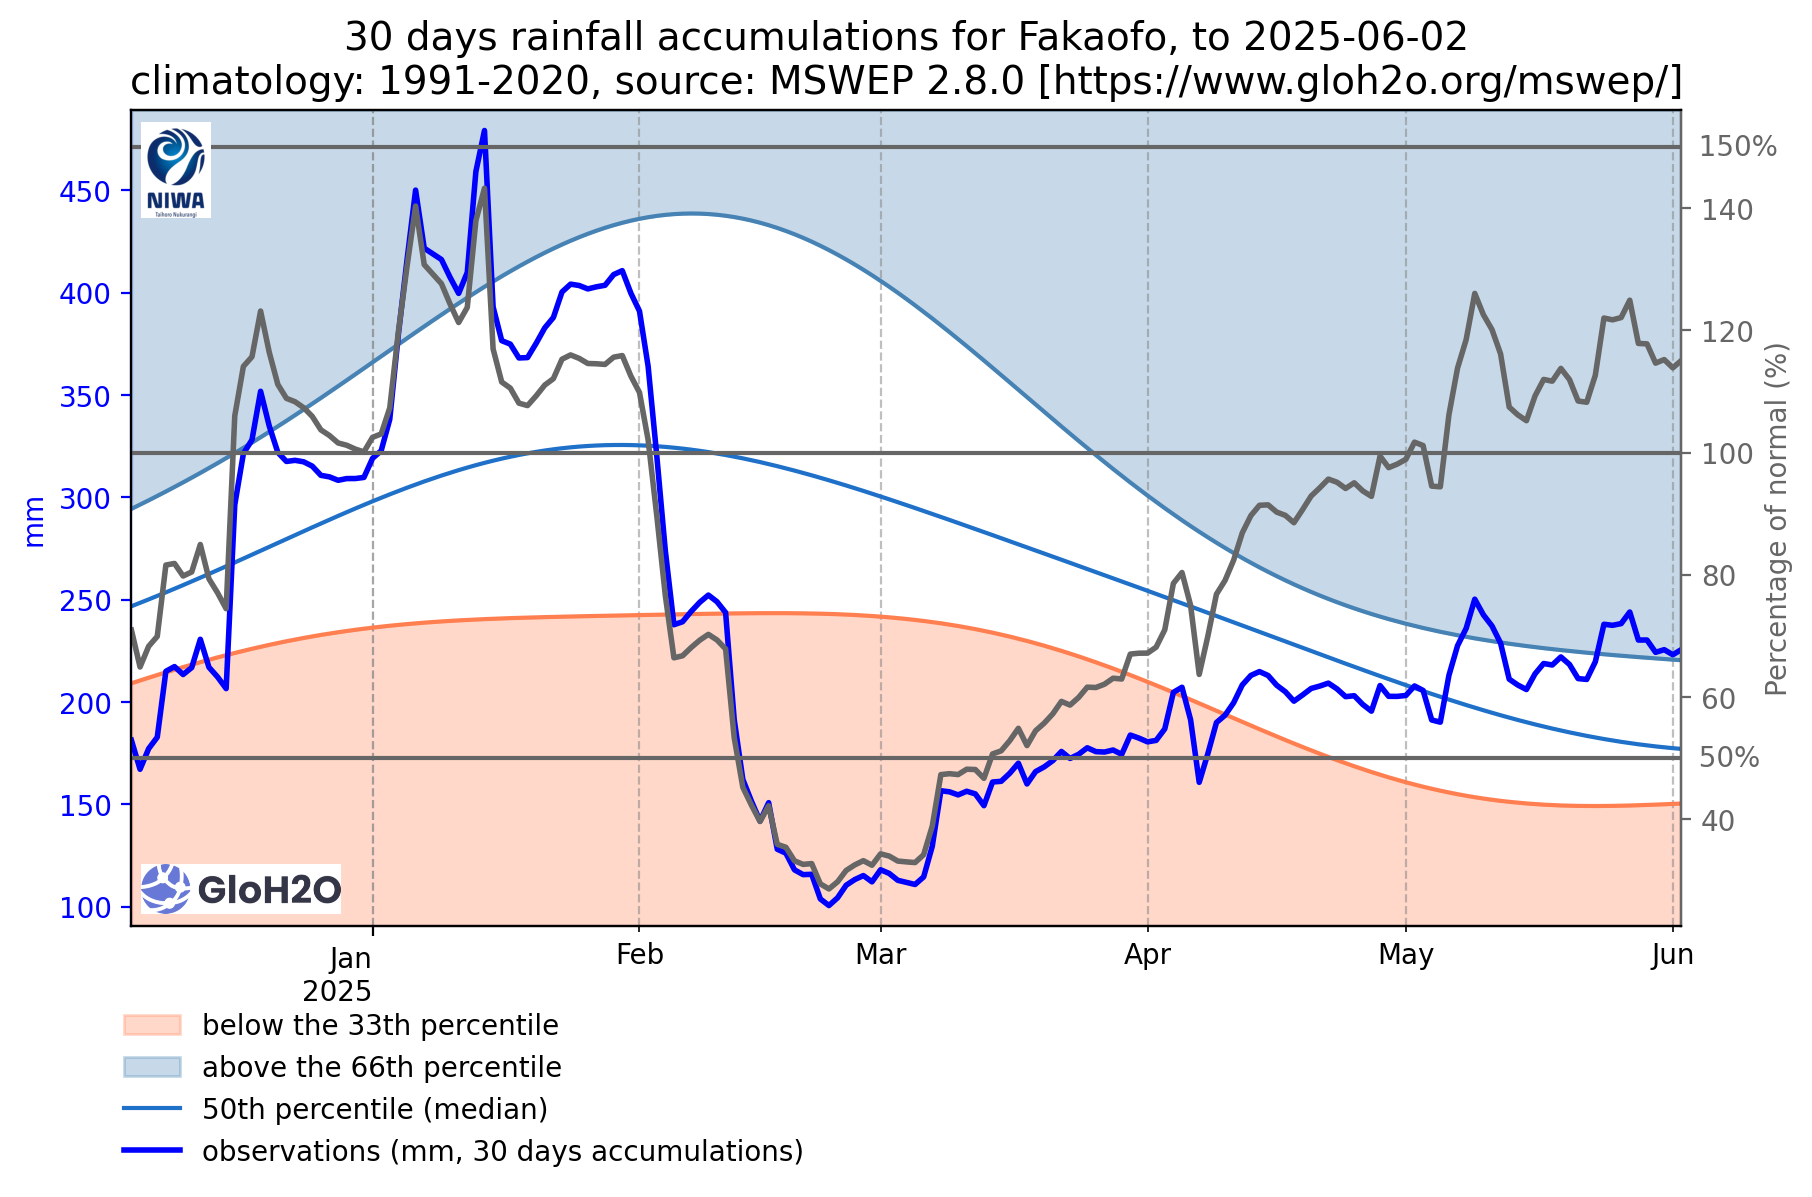 30 days rainfall accumulations for Fakaofo, to 2025-06-02
climatology: 1991-2020, source: MSWEP 2.8.0 [https://www.gloh2o.org/mswep/]
NIWA
Taihoro Nukurangi
mm
450
400
350
300
250
200
150
100
150%
140
120
100
80
60
50%
40
Percentage of normal (%)
GloH2O
Jan
2025
Feb
Mar
Apr
May
Jun
below the 33th percentile
above the 66th percentile
50th percentile (median)
observations (mm, 30 days accumulations)